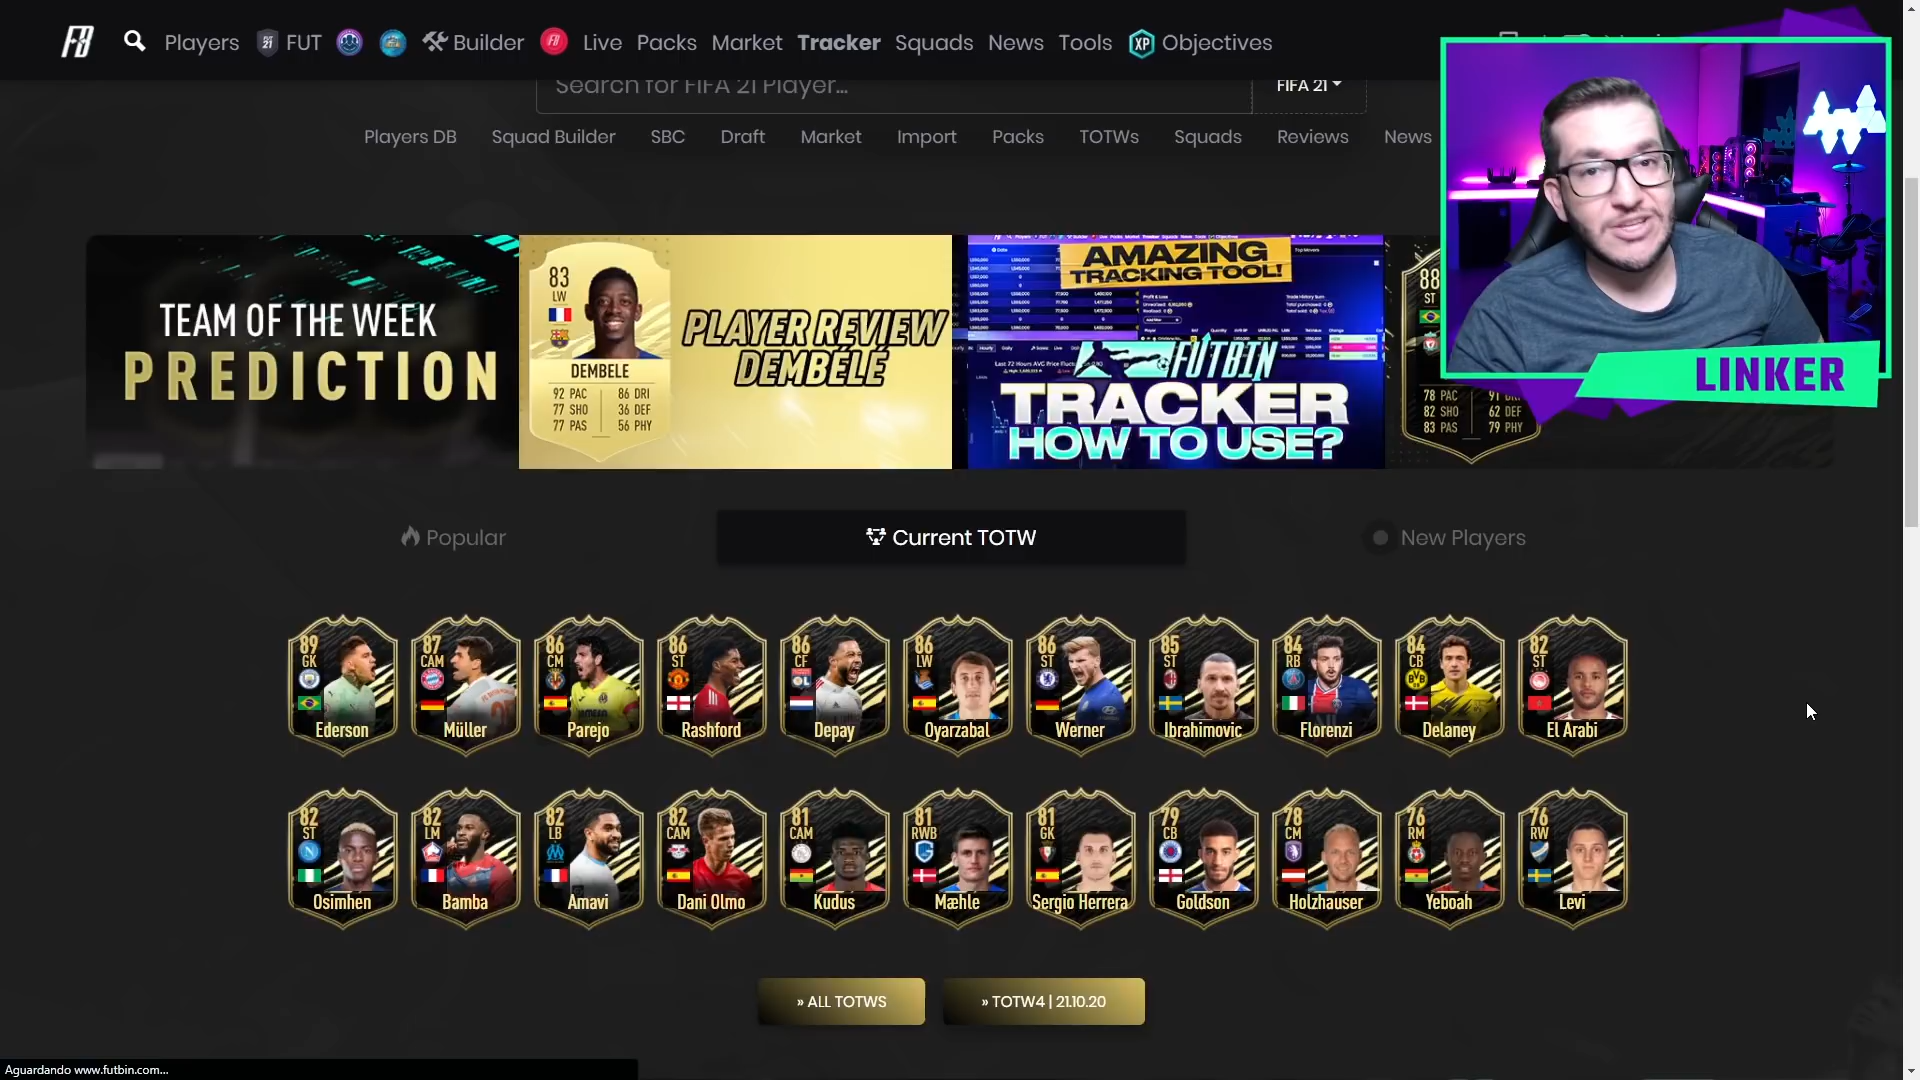 Players
FUT
Builder
Live
Packs
Market
Tracker
Squads
News
Tools
XP
Objectives
Search for FIFA 21 Player...
FIFA 21
Players DB
Squad Builder
SBC
Draft
Market
Import
Packs
TOTWs
Squads
Reviews
News
LINKER
TEAM OF THE WEEK
PREDICTION
83
LW
DEMBELE
92 PAC
86 DRI
77 SHO
36 DEF
77 PAS
56 PHY
PLAYER REVIEW
DEMBÉLÉ
AMAZING
TRACKING TOOL!
FUTBIN
TRACKER
HOW TO USE?
88
ST
78 PAC
91 DRI
82 SHO
62 DEF
83 PAS
79 PHY
Popular
Current TOTW
New Players
89
GK
Ederson
87
CAM
Müller
86
CM
Parejo
86
ST
Rashford
86
CF
Depay
86
LW
Oyarzabal
86
ST
Werner
85
ST
Ibrahimovic
84
RB
Florenzi
84
CB
Delaney
82
ST
El Arabi
82
ST
Osimhen
82
LM
Bamba
82
LB
Amavi
82
CAM
Dani Olmo
81
CAM
Kudus
81
RWB
Mæhle
81
GK
Sergio Herrera
79
CB
Goldson
78
CM
Holzhauser
76
RM
Yeboah
76
RW
Levi
» ALL TOTWS
» TOTW4 | 21.10.20
Aguardando www.futbin.com...